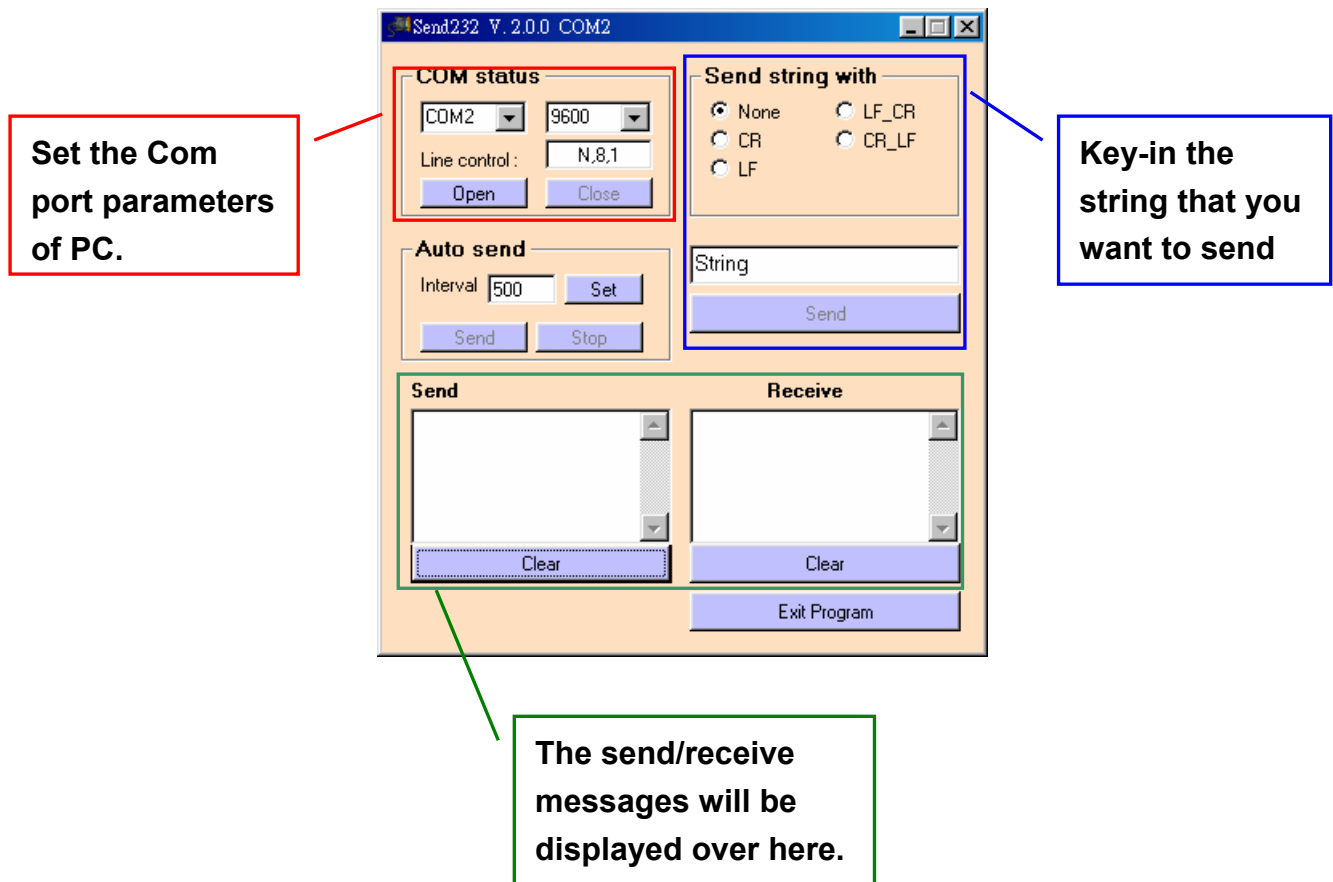 Send232 V. 2.0.0 COM2
COM status
COM2
9600
Line control :
N,8,1
Open
Close
Send string with
None
LF_CR
CR
CR_LF
LF
Set the Com
port parameters
of PC.
Key-in the
string that you
want to send
Auto send
Interval
500
Set
Send
Stop
String
Send
Send
Receive
Clear
Clear
Exit Program
The send/receive
messages will be
displayed over here.